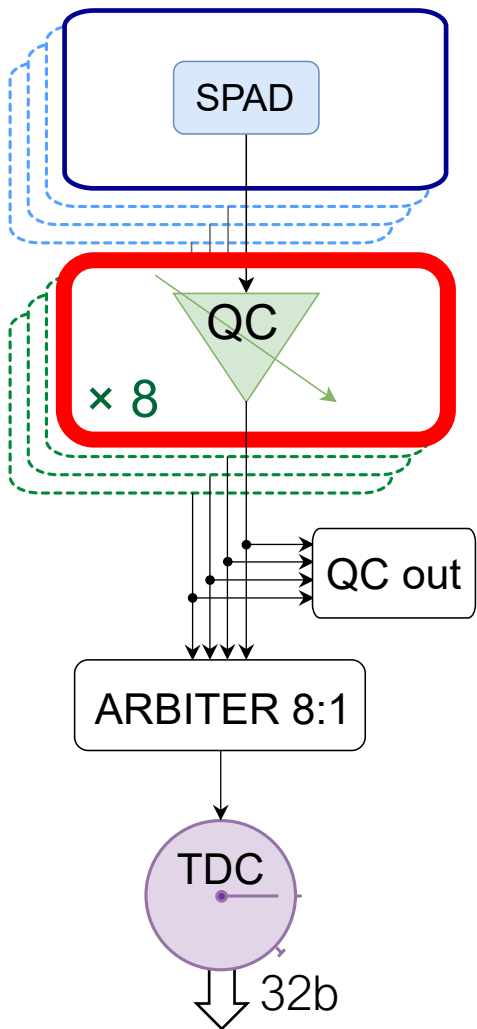 SPAD
QC
× 8
QC out
ARBITER 8:1
TDC
32b